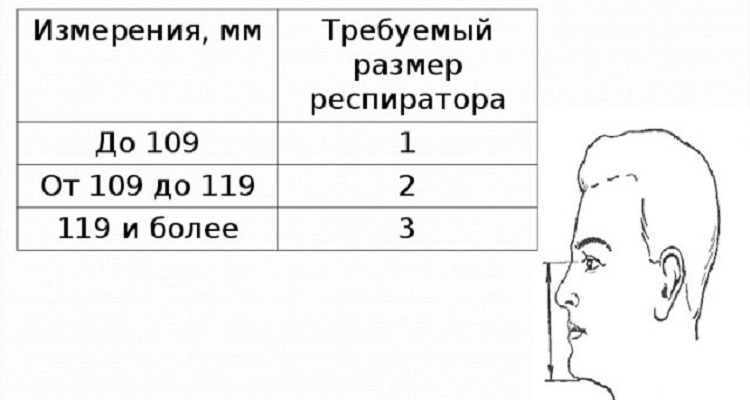 Измерения, мм
Требуемый
размер
респиратора
До 109
1
От 109 до 119
2
119 и более
3